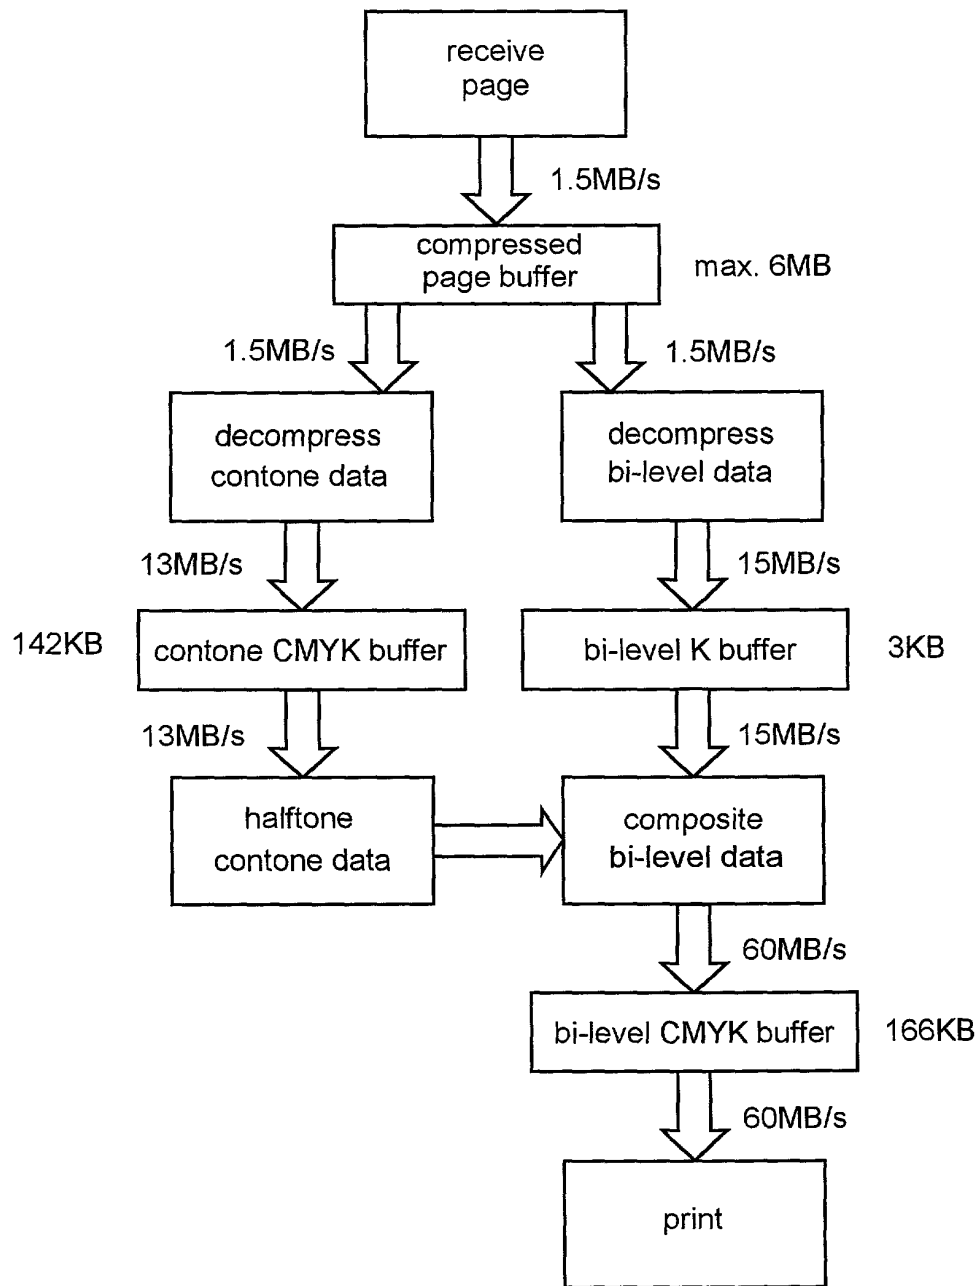 receive
page
1.5MB/s
compressed
page buffer
max. 6MB
1.5MB/s
1.5MB/s
decompress
contone data
decompress
bi-level data
13MB/s
15MB/s
142KB
contone CMYK buffer
bi-level K buffer
3KB
13MB/s
15MB/s
halftone
contone data
composite
bi-level data
60MB/s
bi-level CMYK buffer
166KB
60MB/s
print